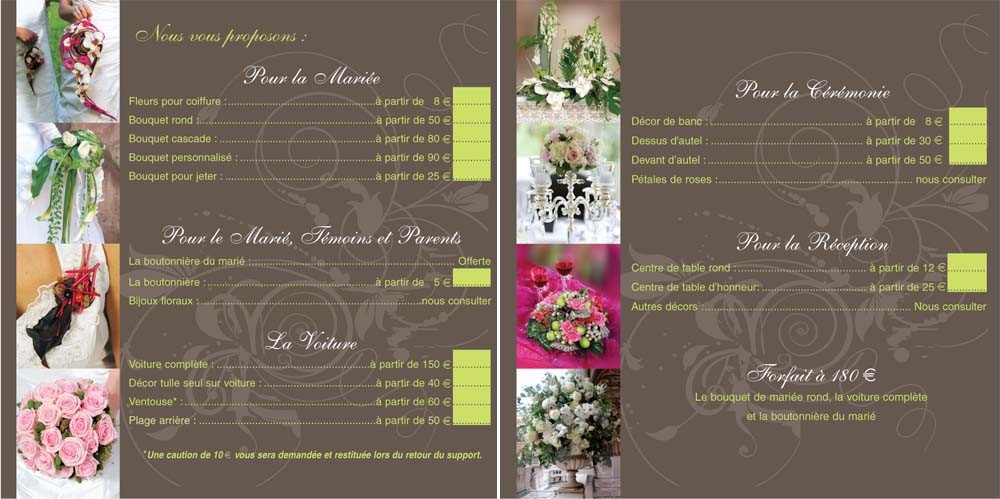 Nous vous proposons :
Pour la Mariée
Fleurs pour coiffure :............à partir de 8 €
Bouquet rond :............à partir de 50 €
Bouquet cascade :............à partir de 80 €
Bouquet personnalisé :............à partir de 90 €
Bouquet pour jeter :............à partir de 25 €
Pour le Marié, Témoins et Parents
La boutonnière du marié :............Offerte
La boutonnière :............à partir de 5 €
Bijoux floraux :............nous consulter
La Voiture
Voiture complète :............à partir de 150 €
Décor tulle seul sur voiture :............à partir de 40 €
Ventouse* :............à partir de 60 €
Plage arrière :............à partir de 50 €
*Une caution de 10 € vous sera demandée et restituée lors du retour du support.
Pour la Cérémonie
Décor de banc :............à partir de 8 €
Dessus d'autel :............à partir de 30 €
Devant d'autel :............à partir de 50 €
Pétales de roses :............nous consulter
Pour la Réception
Centre de table rond :............à partir de 12 €
Centre de table d'honneur:............à partir de 25 €
Autres décors :............Nous consulter
Forfait à 180 €
Le bouquet de mariée rond, la voiture complète
et la boutonnière du marié